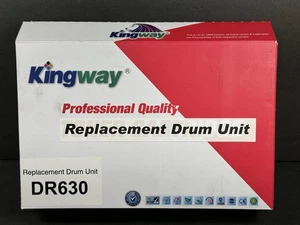 Kingway®
Kingway®
Professional Quality
Replacement Drum Unit
Replacement Drum Unit
DR630